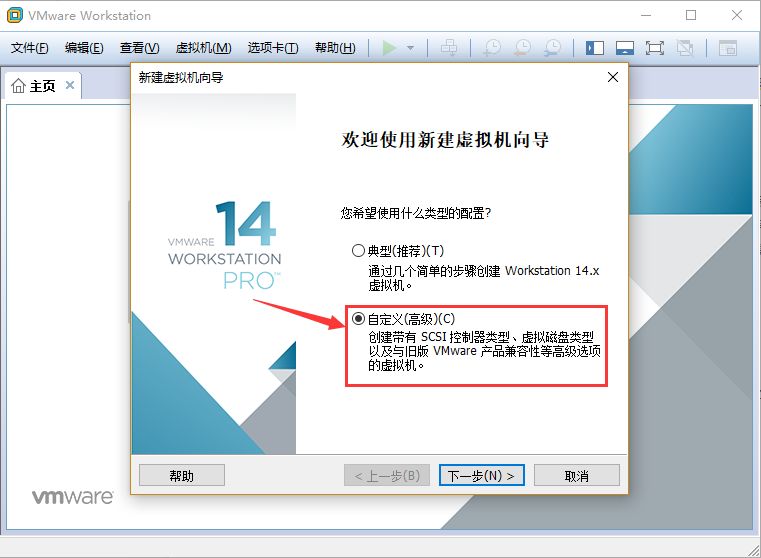 VMware Workstation
文件(F) 编辑(E) 查看(V) 虚拟机(M) 选项卡(T) 帮助(H)
主页
新建虚拟机向导
欢迎使用新建虚拟机向导
14
VMWARE
WORKSTATION
PRO™
您希望使用什么类型的配置?
典型(推荐)(T)
通过几个简单的步骤创建 Workstation 14.x
虚拟机。
自定义(高级)(C)
创建带有 SCSI 控制器类型、虚拟磁盘类型
以及与旧版 VMware 产品兼容性等高级选项
的虚拟机。
帮助 < 上一步(B) 下一步(N) > 取消
vmware